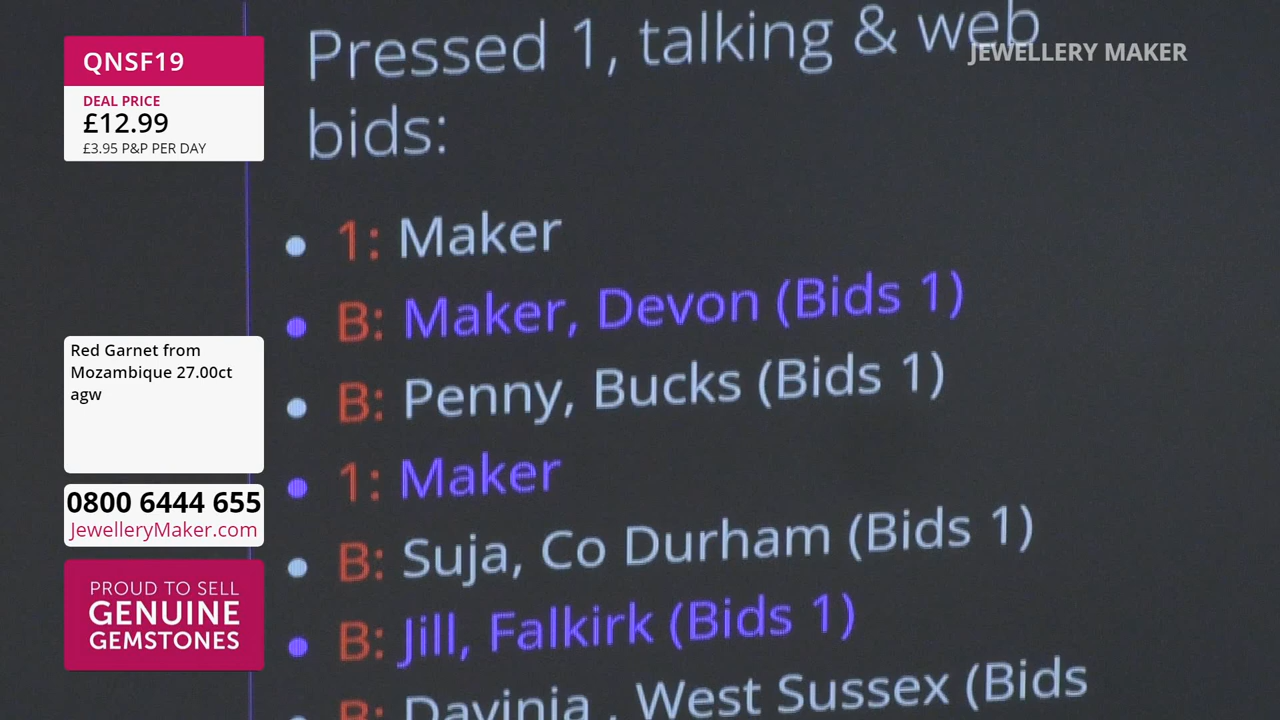 QNSF19
DEAL PRICE
£12.99
£3.95 P&P PER DAY
Red Garnet from
Mozambique 27.00ct
agw
0800 6444 655
JewelleryMaker.com
PROUD TO SELL
GENUINE
GEMSTONES
JEWELLERY MAKER
Pressed 1, talking & web
bids:
• 1: Maker
• B: Maker, Devon (Bids 1)
• B: Penny, Bucks (Bids 1)
• 1: Maker
• B: Suja, Co Durham (Bids 1)
• B: Jill, Falkirk (Bids 1)
• B: Davinia , West Sussex (Bids